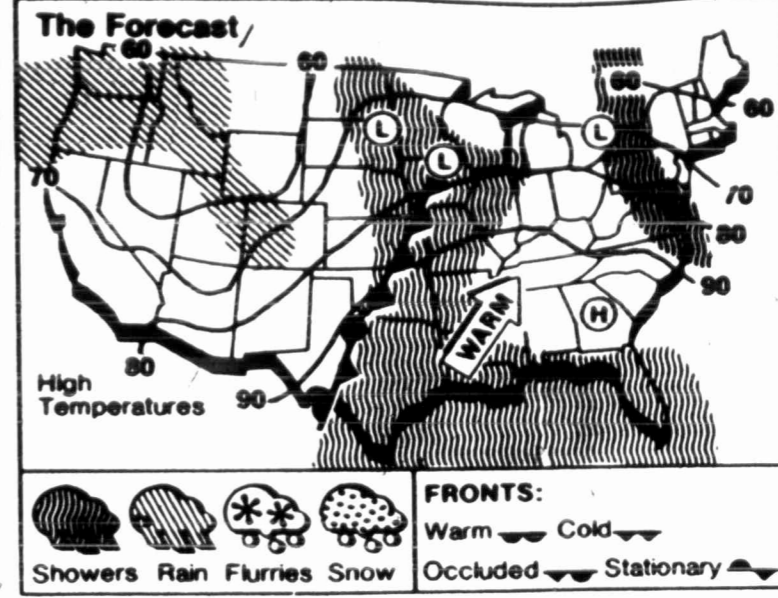 The Forecast
60
60
60
60
L
L
L
70
70
80
90
WARM
H
80
High
Temperatures
90
Showers Rain Flurries Snow
FRONTS:
Warm Cold
Occluded Stationary